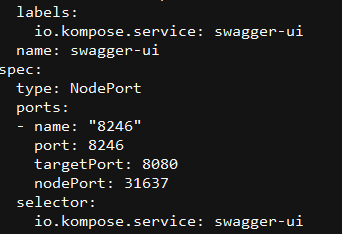 labels:
    io.kompose.service: swagger-ui
  name: swagger-ui
spec:
  type: NodePort
  ports:
  - name: "8246"
    port: 8246
    targetPort: 8080
    nodePort: 31637
  selector:
    io.kompose.service: swagger-ui